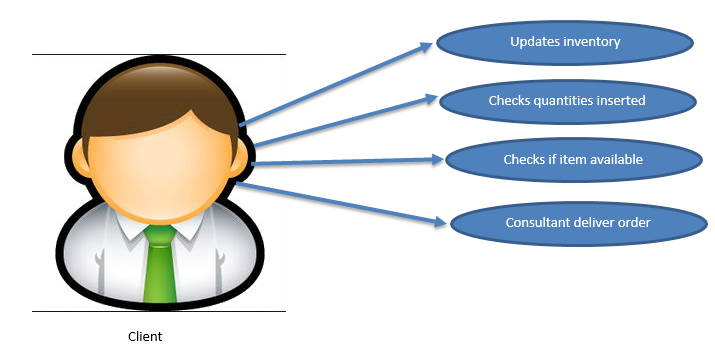 Updates inventory
Checks quantities inserted
Checks if item available
Consultant deliver order
Client